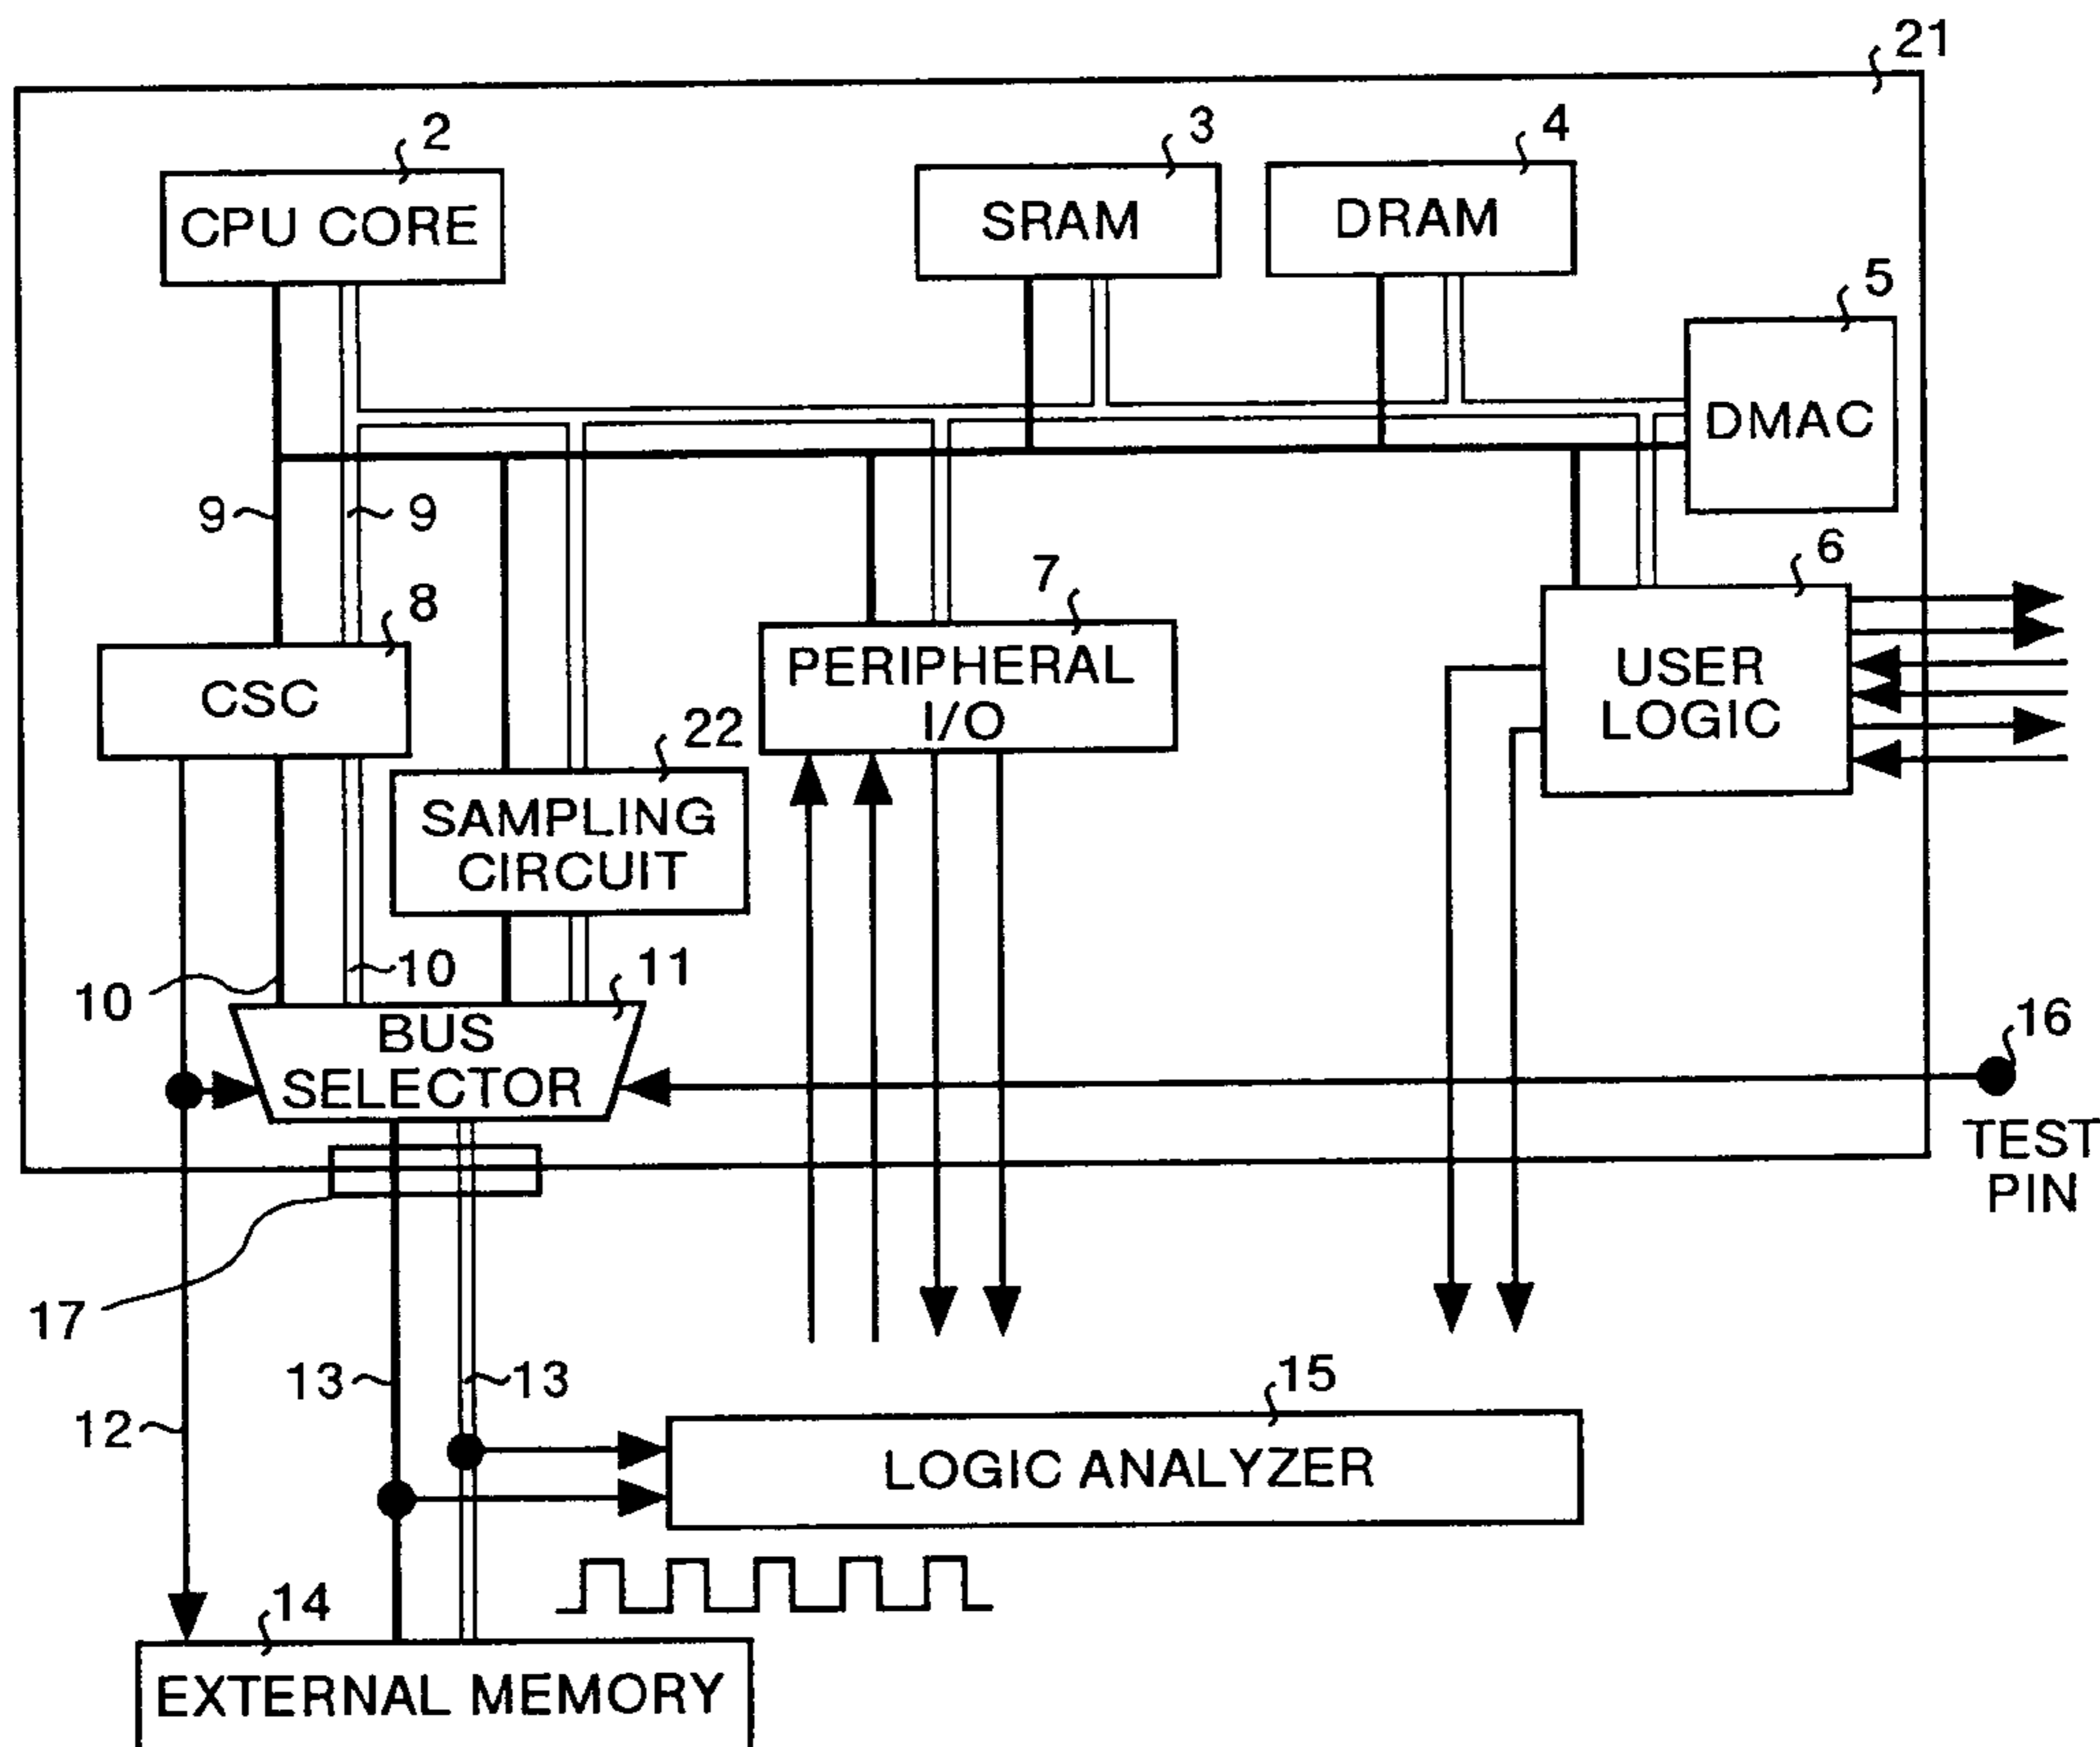 21
2
3
4
CPU CORE
SRAM
DRAM
5
DMAC
9
9
6
7
8
PERIPHERAL
I/O
USER
LOGIC
CSC
22
SAMPLING
CIRCUIT
10
10
11
BUS
SELECTOR
16
TEST
PIN
17
13
13
15
12
LOGIC ANALYZER
14
EXTERNAL MEMORY